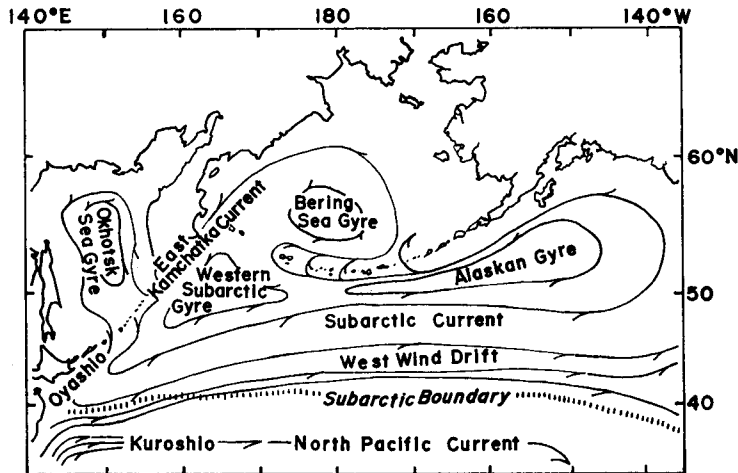 140°E 160 180 160 140°W
60°N
50
40
Okhotsk
Sea Gyre
East
Kamchatka Current
Bering
Sea Gyre
Western
Subarctic
Gyre
Alaskan Gyre
Subarctic Current
Oyashio
West Wind Drift
Subarctic Boundary
Kuroshio
North Pacific Current